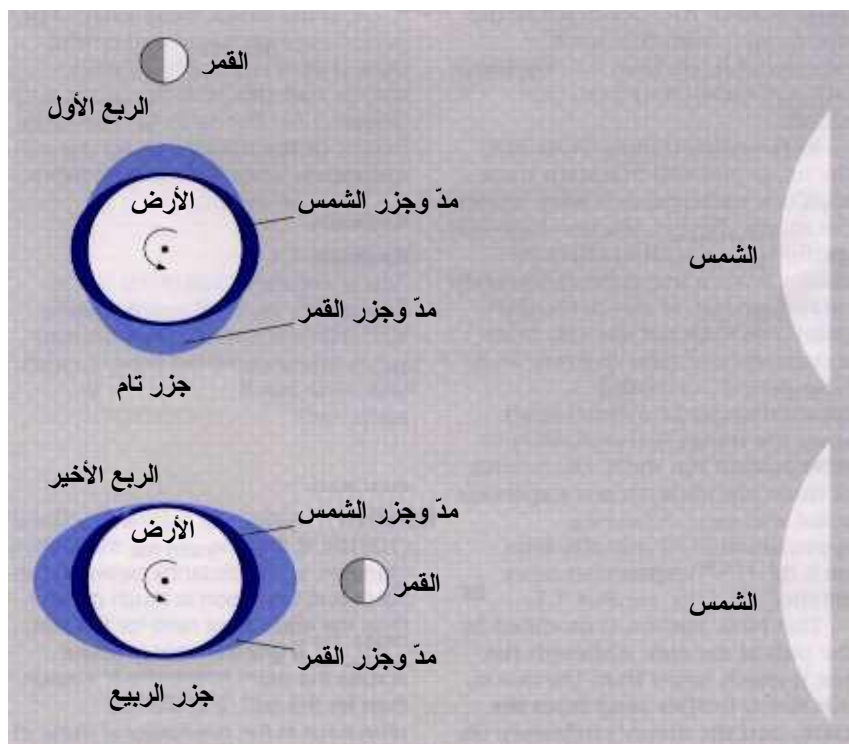 القمر
الربع الأول
الأرض
مدّ وجزر الشمس
الشمس
مدّ وجزر القمر
جزر تام
الربع الأخير
مدّ وجزر الشمس
الأرض
القمر
الشمس
مدّ وجزر القمر
جزر الربيع